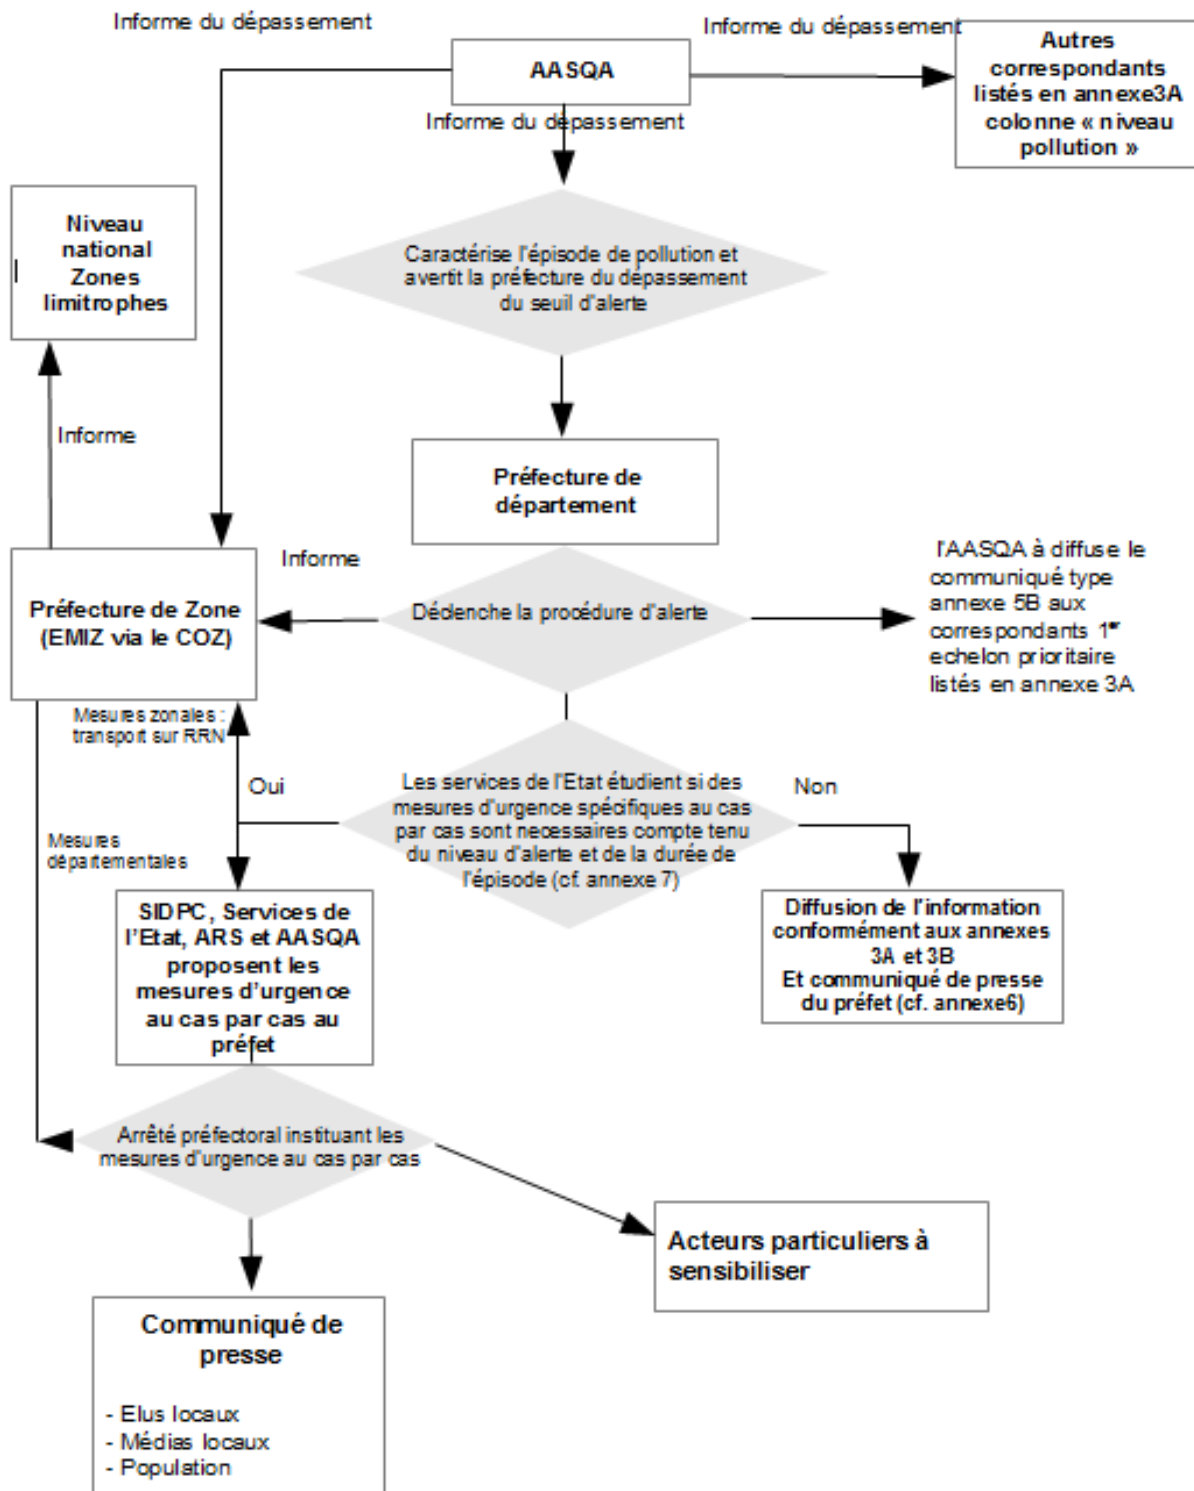 Informe du dépassement
Informe du dépassement
AASQA
Autres
correspondants
listés en annexe3A
colonne « niveau
pollution »
Informe du dépassement
Niveau
national
Zones
limitrophes
Caractérise l'épisode de pollution et
avertit la préfecture du dépassement
du seuil d'alerte
Informe
Préfecture de
département
Informe
Préfecture de Zone
(EMIZ via le COZ)
Déclenche la procédure d'alerte
l'AASQA à diffuse le
communiqué type
annexe 5B aux
correspondants 1er
echelon prioritaire
listés en annexe 3A
Mesures zonales :
transport sur RRN
Oui
Les services de l'Etat étudient si des
mesures d'urgence spécifiques au cas
par cas sont necessaires compte tenu
du niveau d'alerte et de la durée de
l'épisode (cf. annexe 7)
Non
Mesures
départementales
SIDPC, Services de
l'Etat, ARS et AASQA
proposent les
mesures d'urgence
au cas par cas au
préfet
Diffusion de l'information
conformément aux annexes
3A et 3B
Et communiqué de presse
du préfet (cf. annexe6)
Arrêté préfectoral instituant les
mesures d'urgence au cas par cas
Acteurs particuliers à
sensibiliser
Communiqué de
presse
- Elus locaux
- Médias locaux
- Population